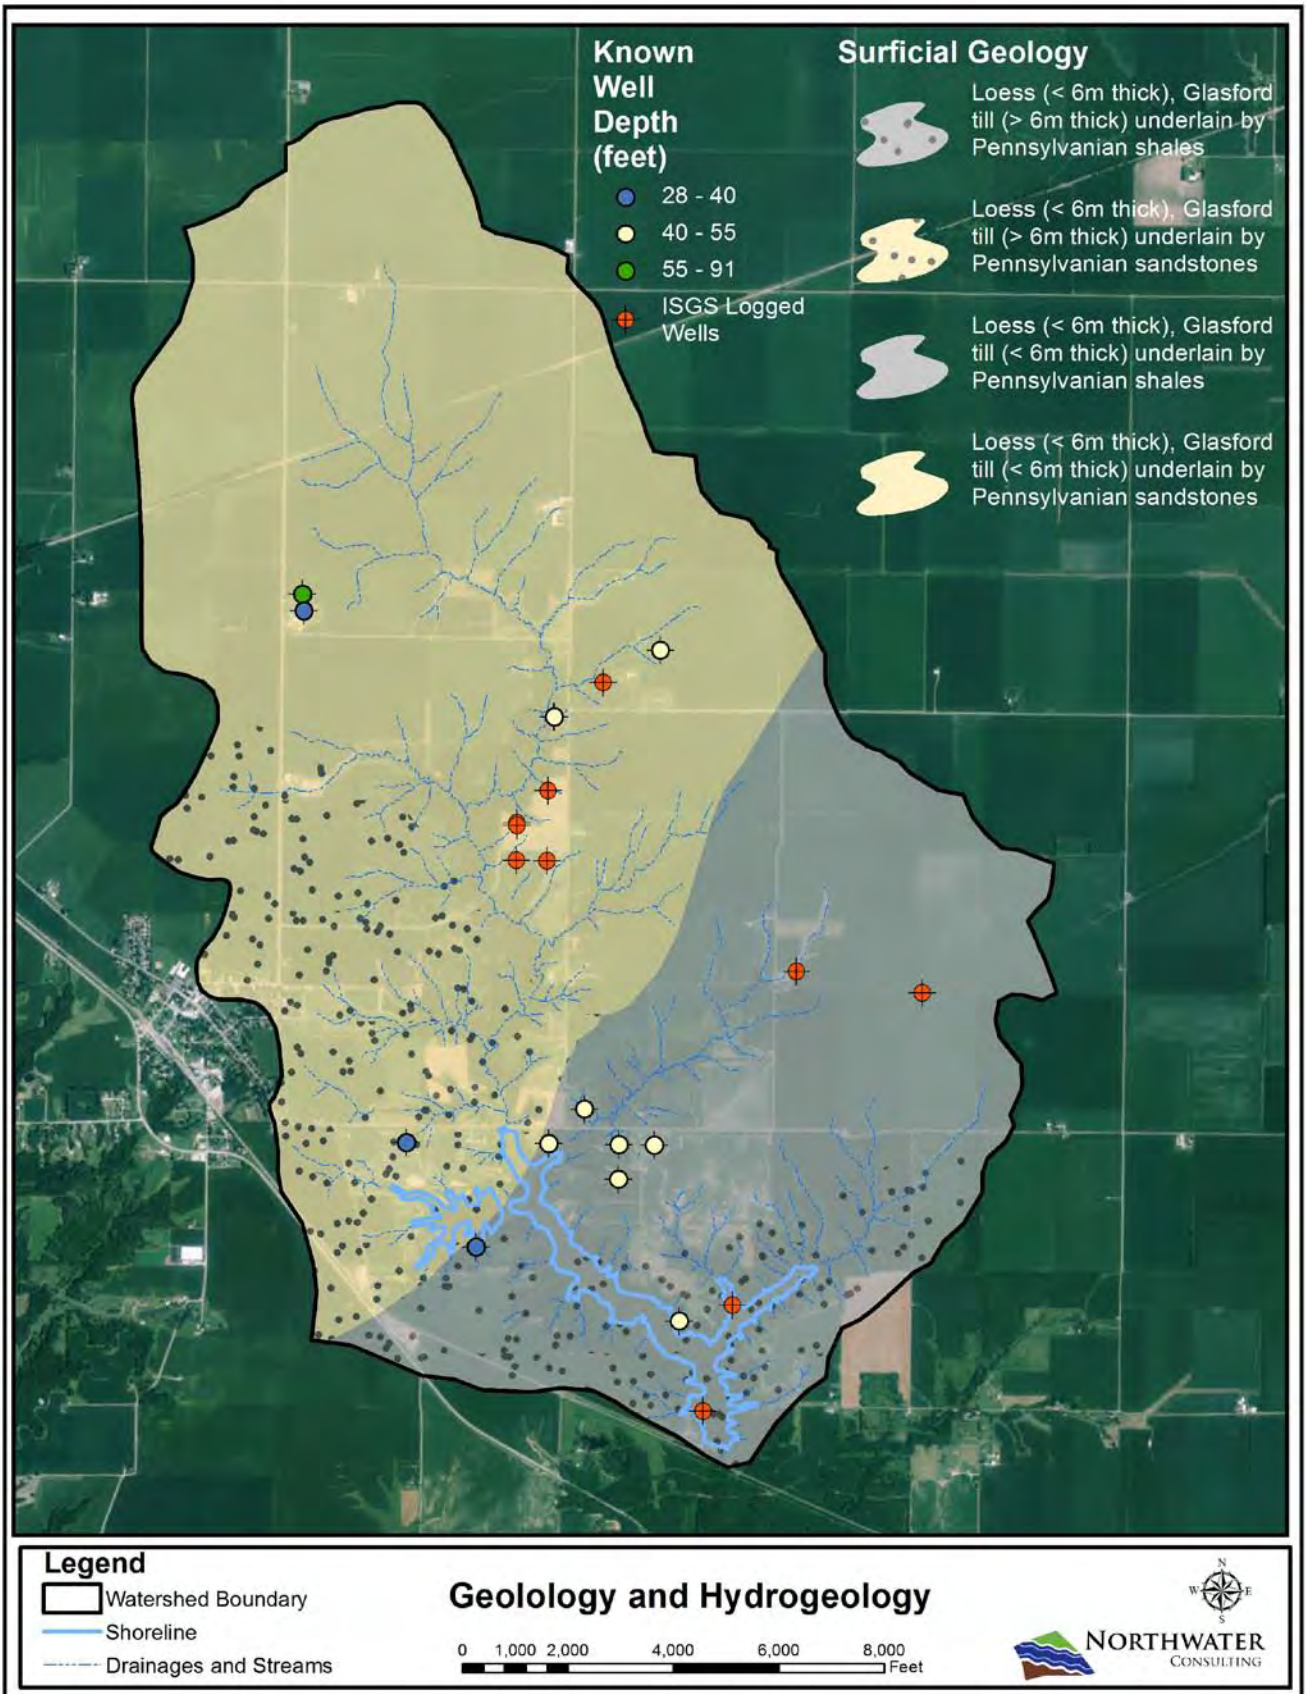 Known
Well
Depth
(feet)
28 - 40
40 - 55
55 - 91
ISGS Logged
Wells
Surficial Geology
Loess (< 6m thick), Glasford
till (> 6m thick) underlain by
Pennsylvanian shales
Loess (< 6m thick), Glasford
till (> 6m thick) underlain by
Pennsylvanian sandstones
Loess (< 6m thick), Glasford
till (< 6m thick) underlain by
Pennsylvanian shales
Loess (< 6m thick), Glasford
till (< 6m thick) underlain by
Pennsylvanian sandstones
Legend
Watershed Boundary
Shoreline
Drainages and Streams
Geolology and Hydrogeology
0 1,000 2,000 4,000 6,000 8,000
Feet
N
W E
S
NORTHWATER
CONSULTING